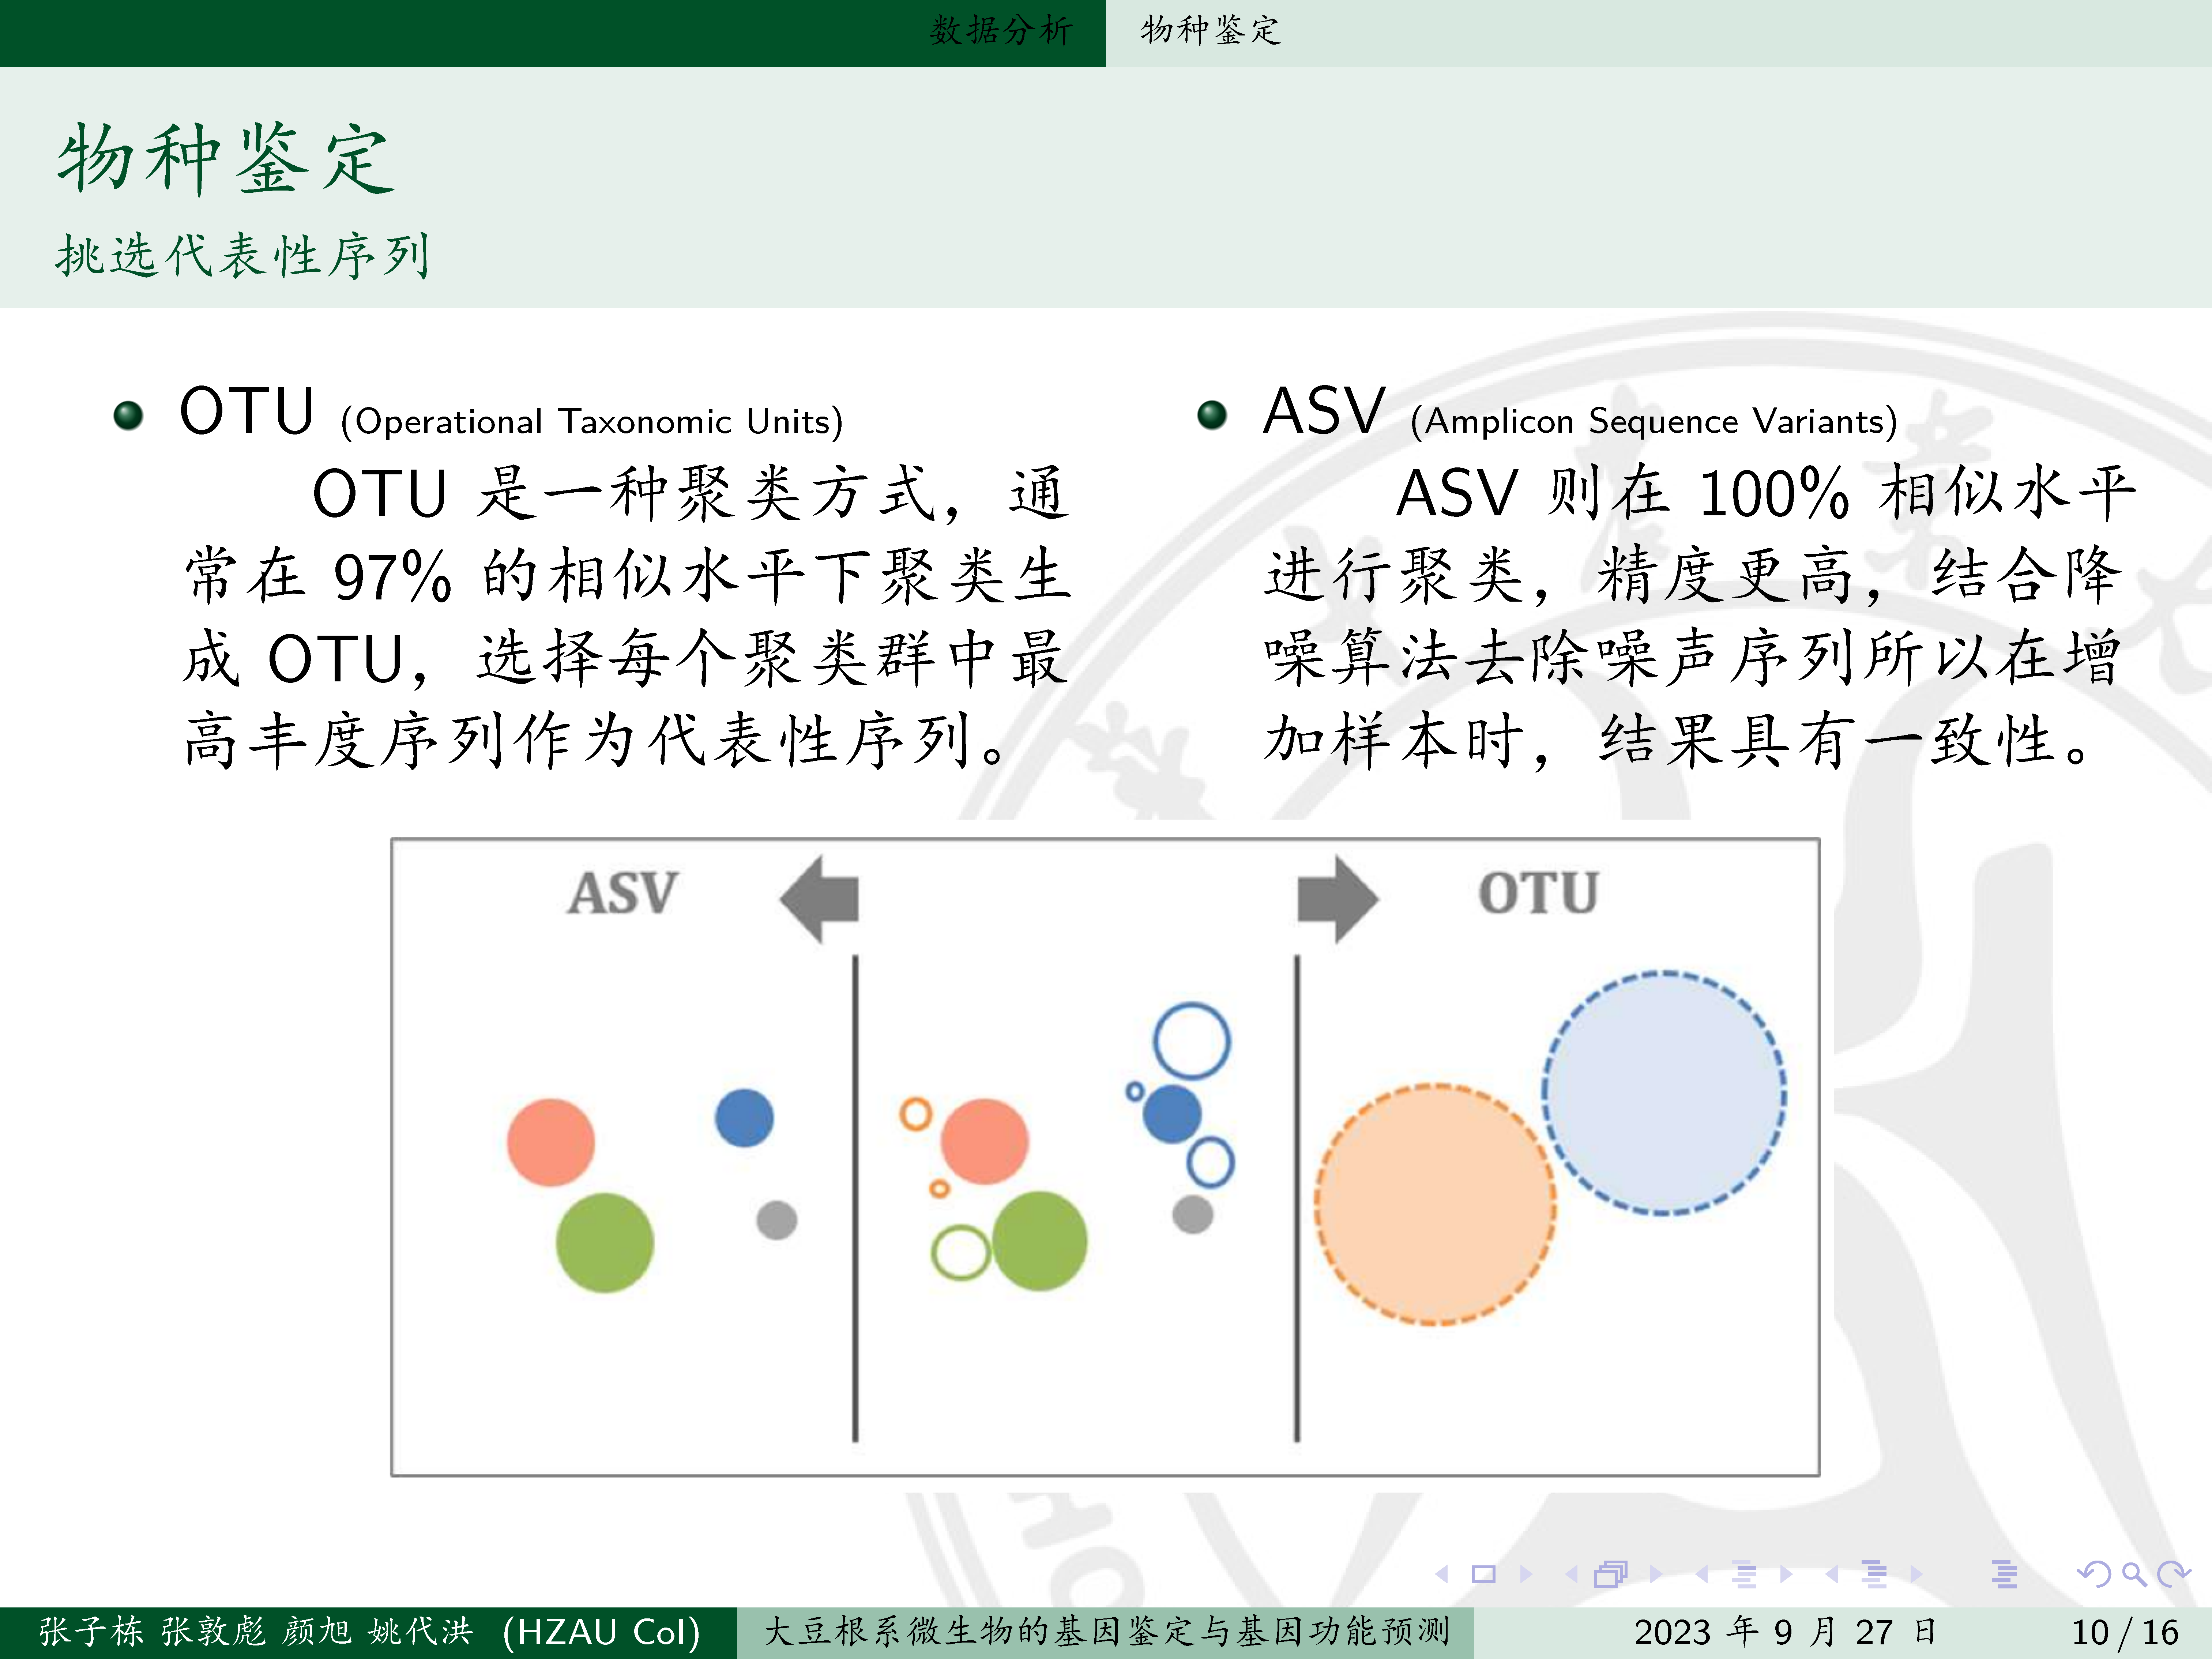 数据分析
物种鉴定
物种鉴定
挑选代表性序列
OTU (Operational Taxonomic Units)
OTU 是一种聚类方式，通
常在 97% 的相似水平下聚类生
成 OTU，选择每个聚类群中最
高丰度序列作为代表性序列。
ASV (Amplicon Sequence Variants)
ASV 则在 100% 相似水平
进行聚类，精度更高，结合降
噪算法去除噪声序列所以在增
加样本时，结果具有一致性。
ASV
OTU
张子栋 张敦彪 颜旭 姚代洪 (HZAU CoI)
大豆根系微生物的基因鉴定与基因功能预测
2023 年 9 月 27 日
10 / 16